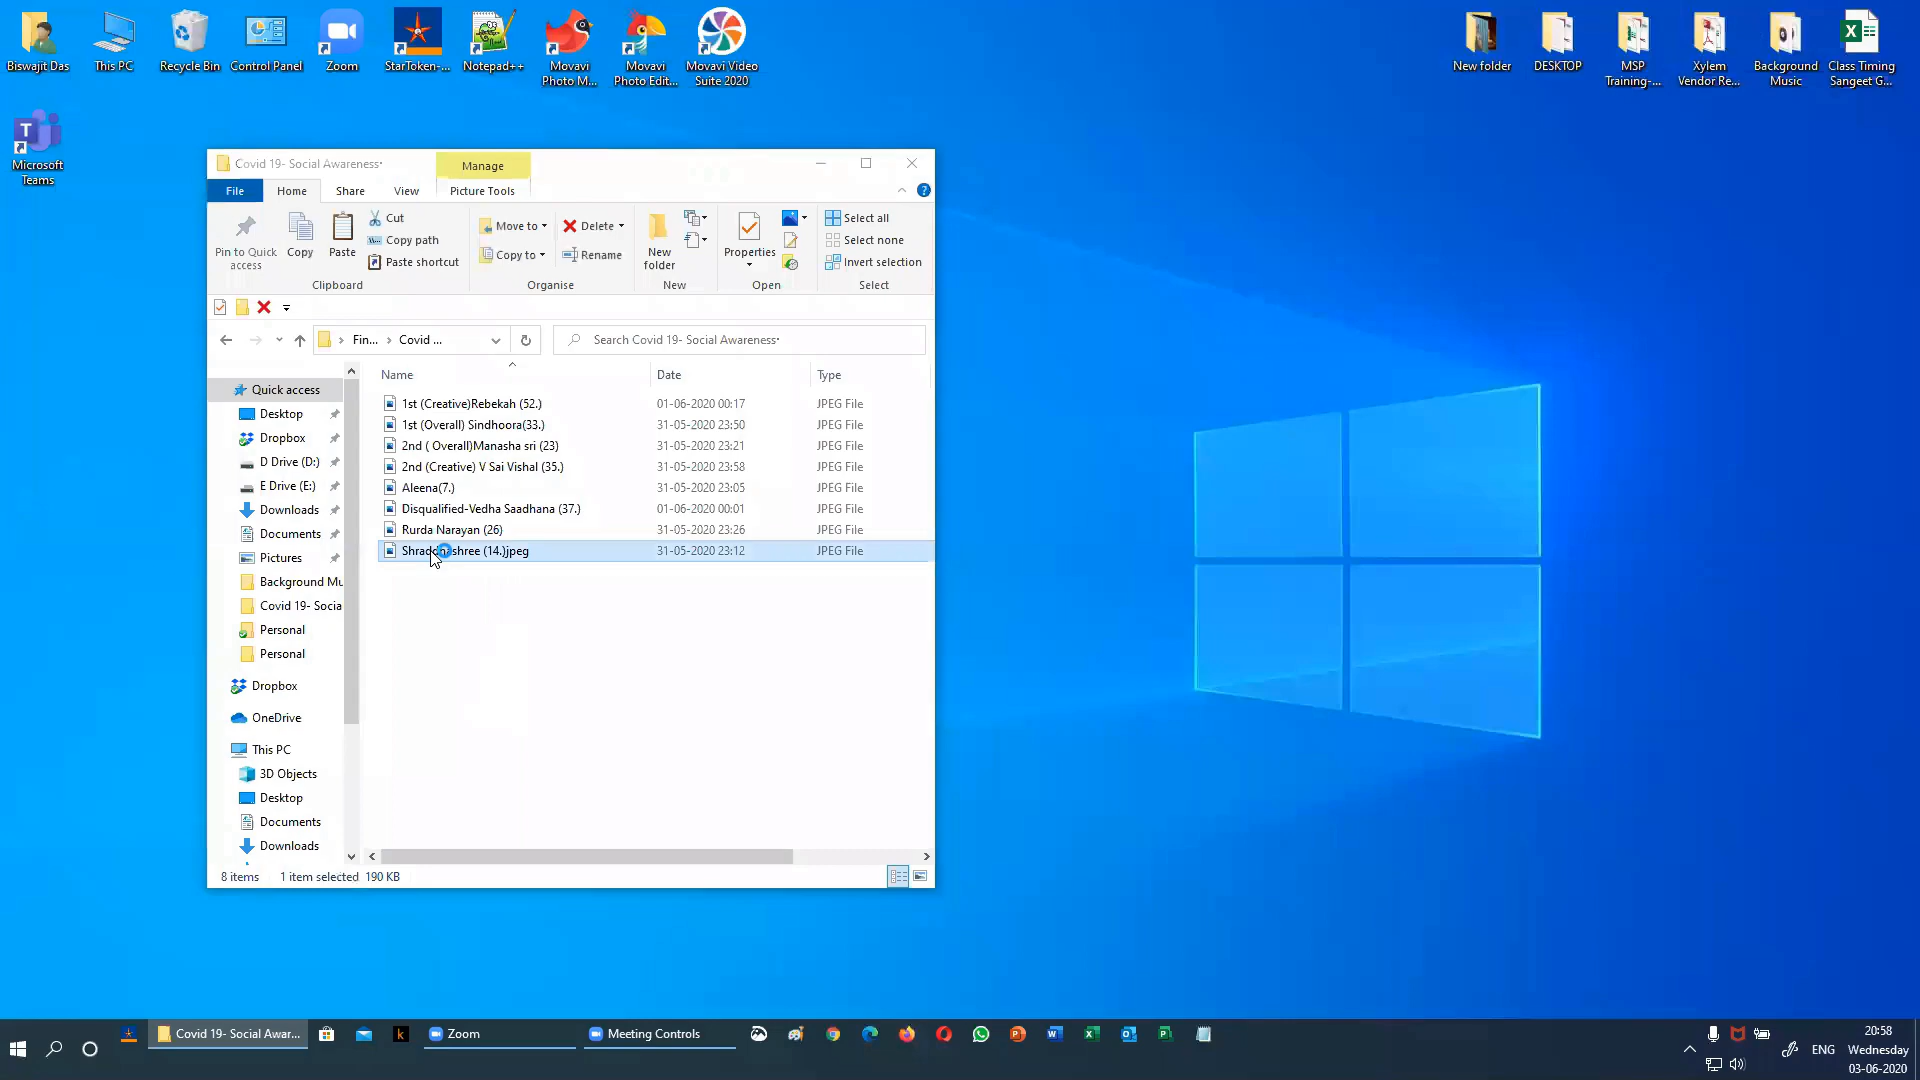 Biswajit Das
This PC
Recycle Bin
Control Panel
Zoom
StarToken-...
Notepad++
Movavi
Photo M...
Movavi
Photo Edit...
Movavi Video
Suite 2020
New folder
DESKTOP
MSP
Training-...
Xylem
Vendor Re...
Background
Music
Class Timing
Sangeet G...
Microsoft
Teams
Covid 19- Social Awareness·
Manage
File
Home
Share
View
Picture Tools
Pin to Quick
access
Copy
Paste
Cut
Copy path
Paste shortcut
Clipboard
Move to
Copy to
Delete
Rename
Organise
New
folder
New
Properties
Open
Select all
Select none
Invert selection
Select
Fin...
Covid ...
Search Covid 19- Social Awareness·
Name
Date
Type
1st (Creative)Rebekah (52.) 01-06-2020 00:17 JPEG File
1st (Overall) Sindhoora(33.) 31-05-2020 23:50 JPEG File
2nd ( Overall)Manasha sri (23) 31-05-2020 23:21 JPEG File
2nd (Creative) V Sai Vishal (35.) 31-05-2020 23:58 JPEG File
Aleena(7.) 31-05-2020 23:05 JPEG File
Disqualified-Vedha Saadhana (37.) 01-06-2020 00:01 JPEG File
Rurda Narayan (26) 31-05-2020 23:26 JPEG File
(14.)jpeg 31-05-2020 23:12 JPEG File
Quick access
Desktop
Dropbox
D Drive (D:)
E Drive (E:)
Downloads
Documents
Pictures
Background Mu
Covid 19- Socia
Personal
Personal
Dropbox
OneDrive
This PC
3D Objects
Desktop
Documents
Downloads
8 items
1 item selected 190 KB
Covid 19- Social Awar...
Zoom
Meeting Controls
ENG
20:58
Wednesday
03-06-2020